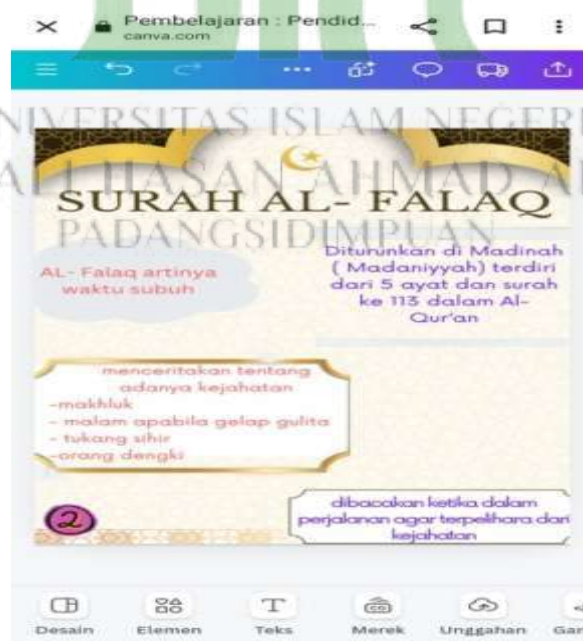 Pembelajaran : Pendid...
canva.com
UNIVERSITAS ISLAM NEGERI
ALI HASAN AHMAD
PADANGSIDIMPUAN
SURAH AL- FALAQ
AL- Falaq artinya
waktu subuh
Diturunkan di Madinah
( Madaniyyah) terdiri
dari 5 ayat dan surah
ke 113 dalam Al-
Qur'an
menceritakan tentang
adanya kejahatan
-makhluk
- malam apabila gelap gulita
- tukang sihir
-orang dengki
2
dibacakan ketika dalam
perjalanan agar terpelihara dari
kejahatan
Desain Elemen Teks Merek Unggahan